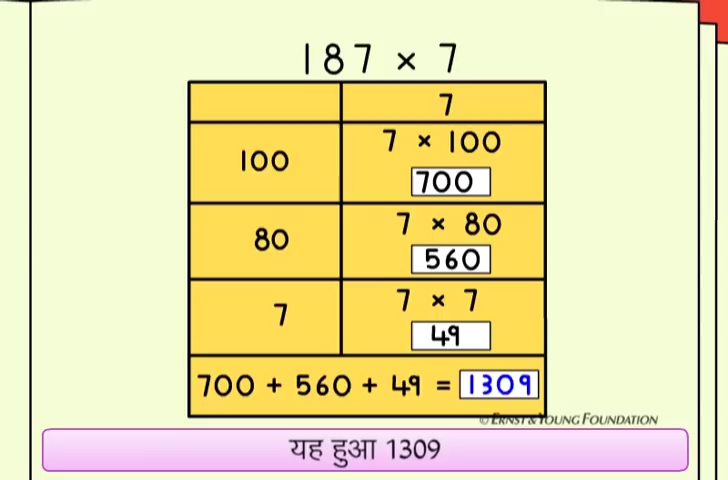 187 × 7
7
100
7 × 100
700
80
7 × 80
560
7
7 × 7
49
700 + 560 + 49 = 1309
© ERNST & YOUNG FOUNDATION
यह हुआ 1309